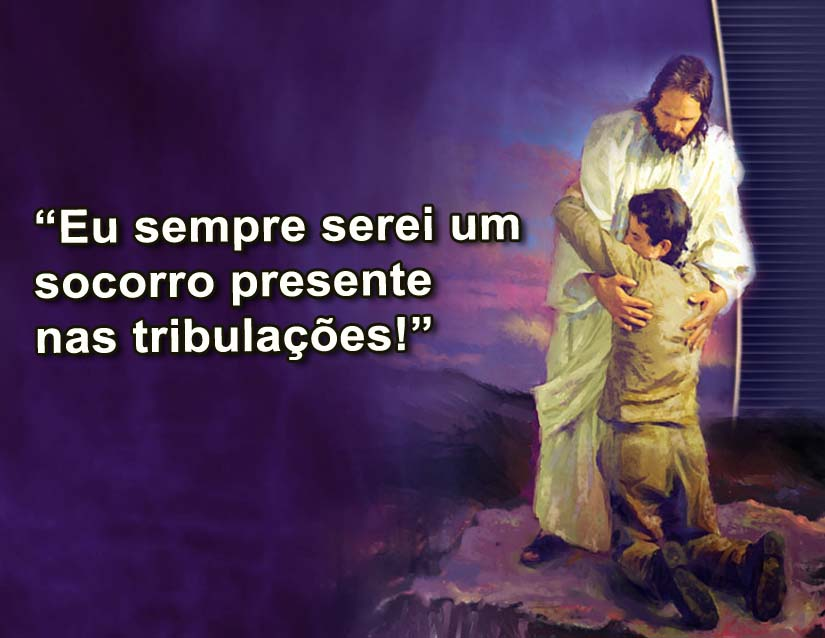 “Eu sempre serei um
socorro presente
nas tribulações!”